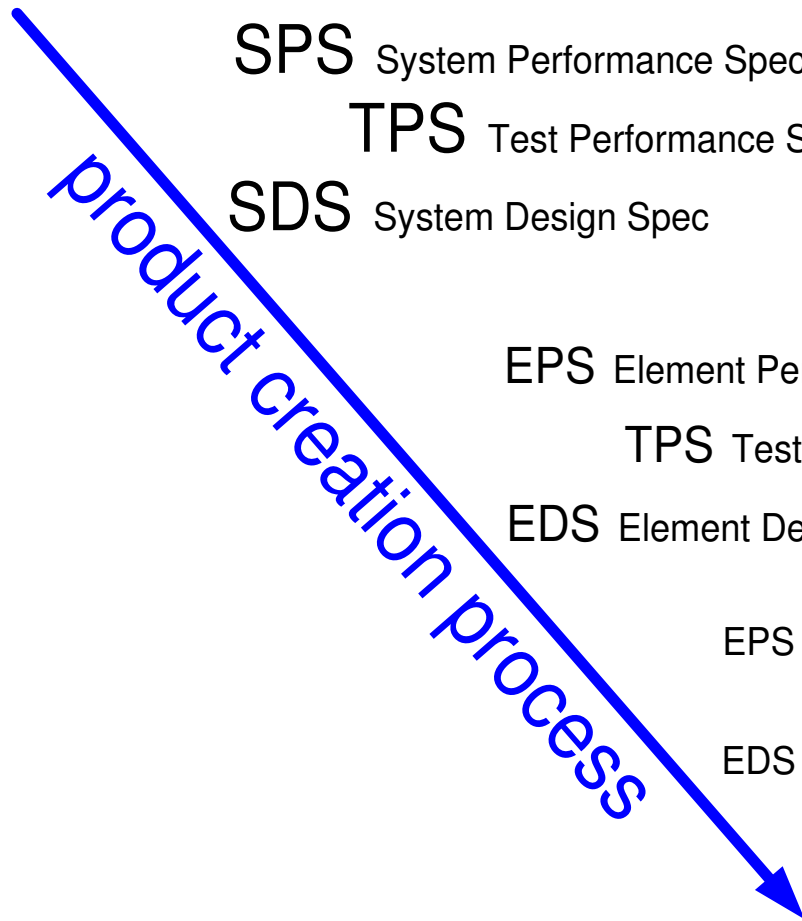 SPS System Performance Spec
TPS Test Performance S
SDS System Design Spec
product creation process
EPS Element Pe
TPS Test
EDS Element De
EPS
EDS